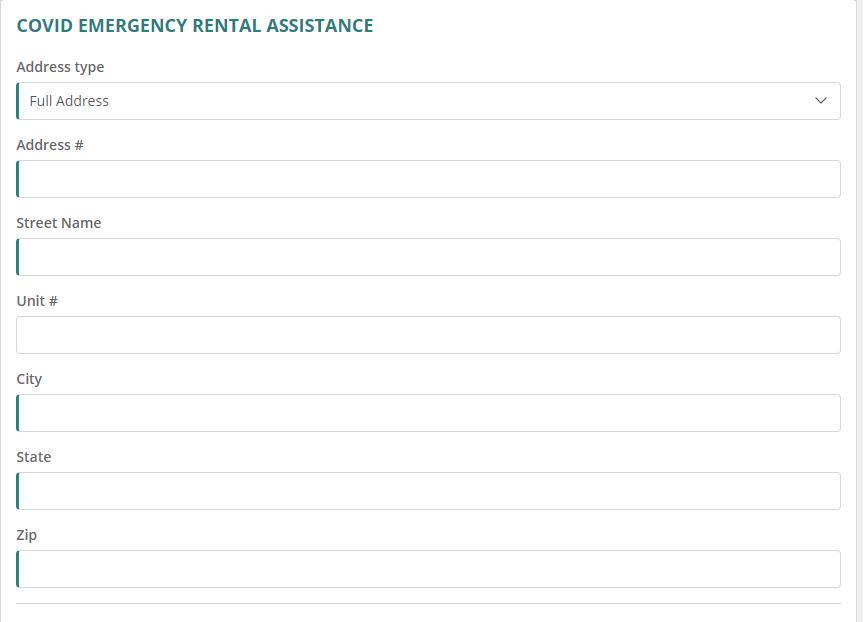 COVID EMERGENCY RENTAL ASSISTANCE
Address type
Full Address
Address #
Street Name
Unit #
City
State
Zip